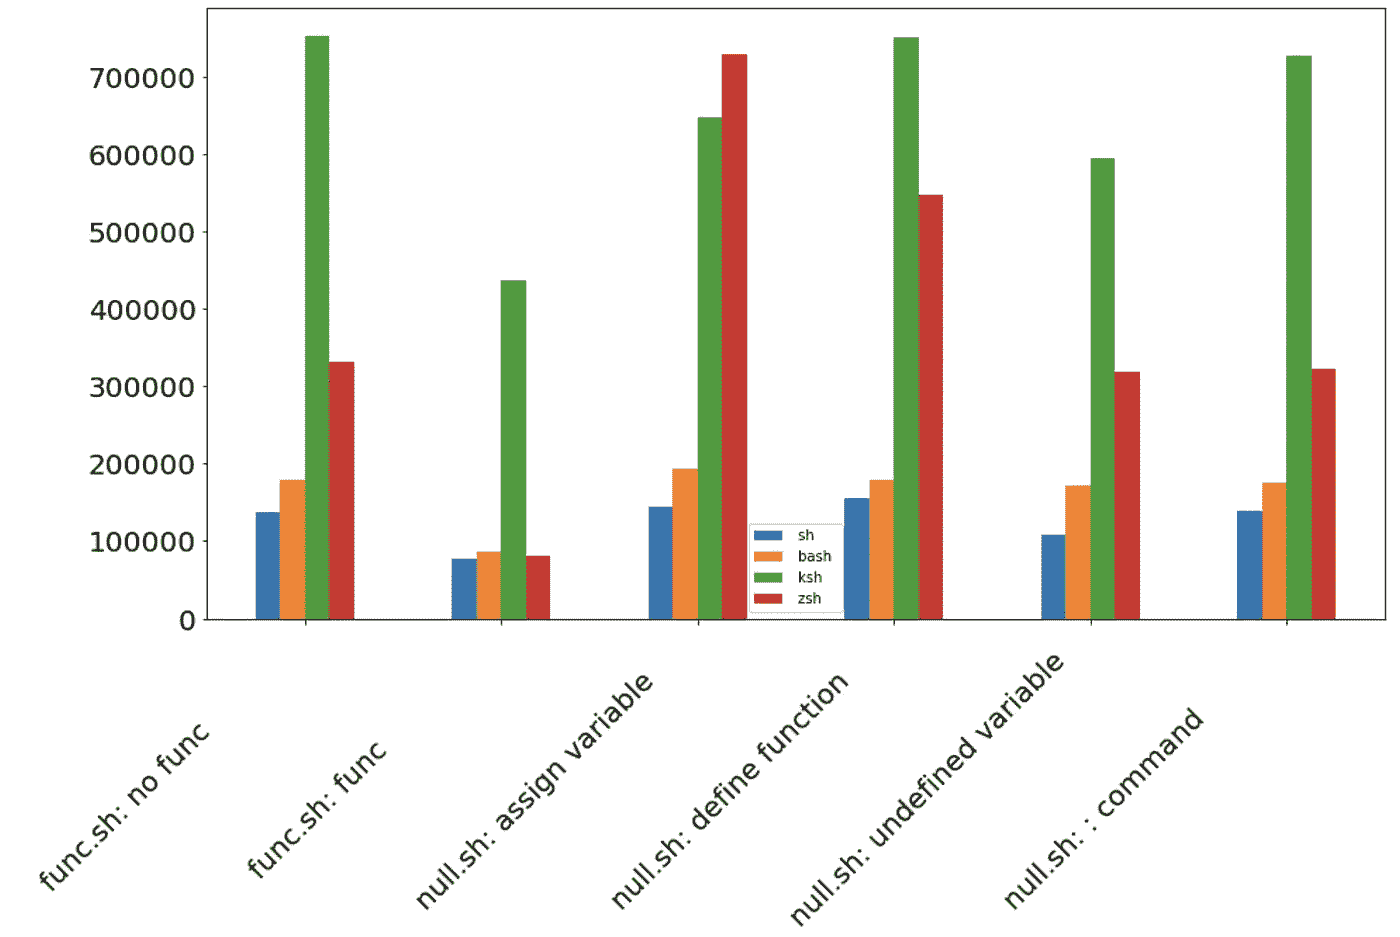 700000
600000
500000
400000
300000
200000
100000
0
sh
bash
ksh
zsh
func.sh: no func
func.sh: func
null.sh: assign variable
null.sh: define function
null.sh: undefined variable
null.sh: : command